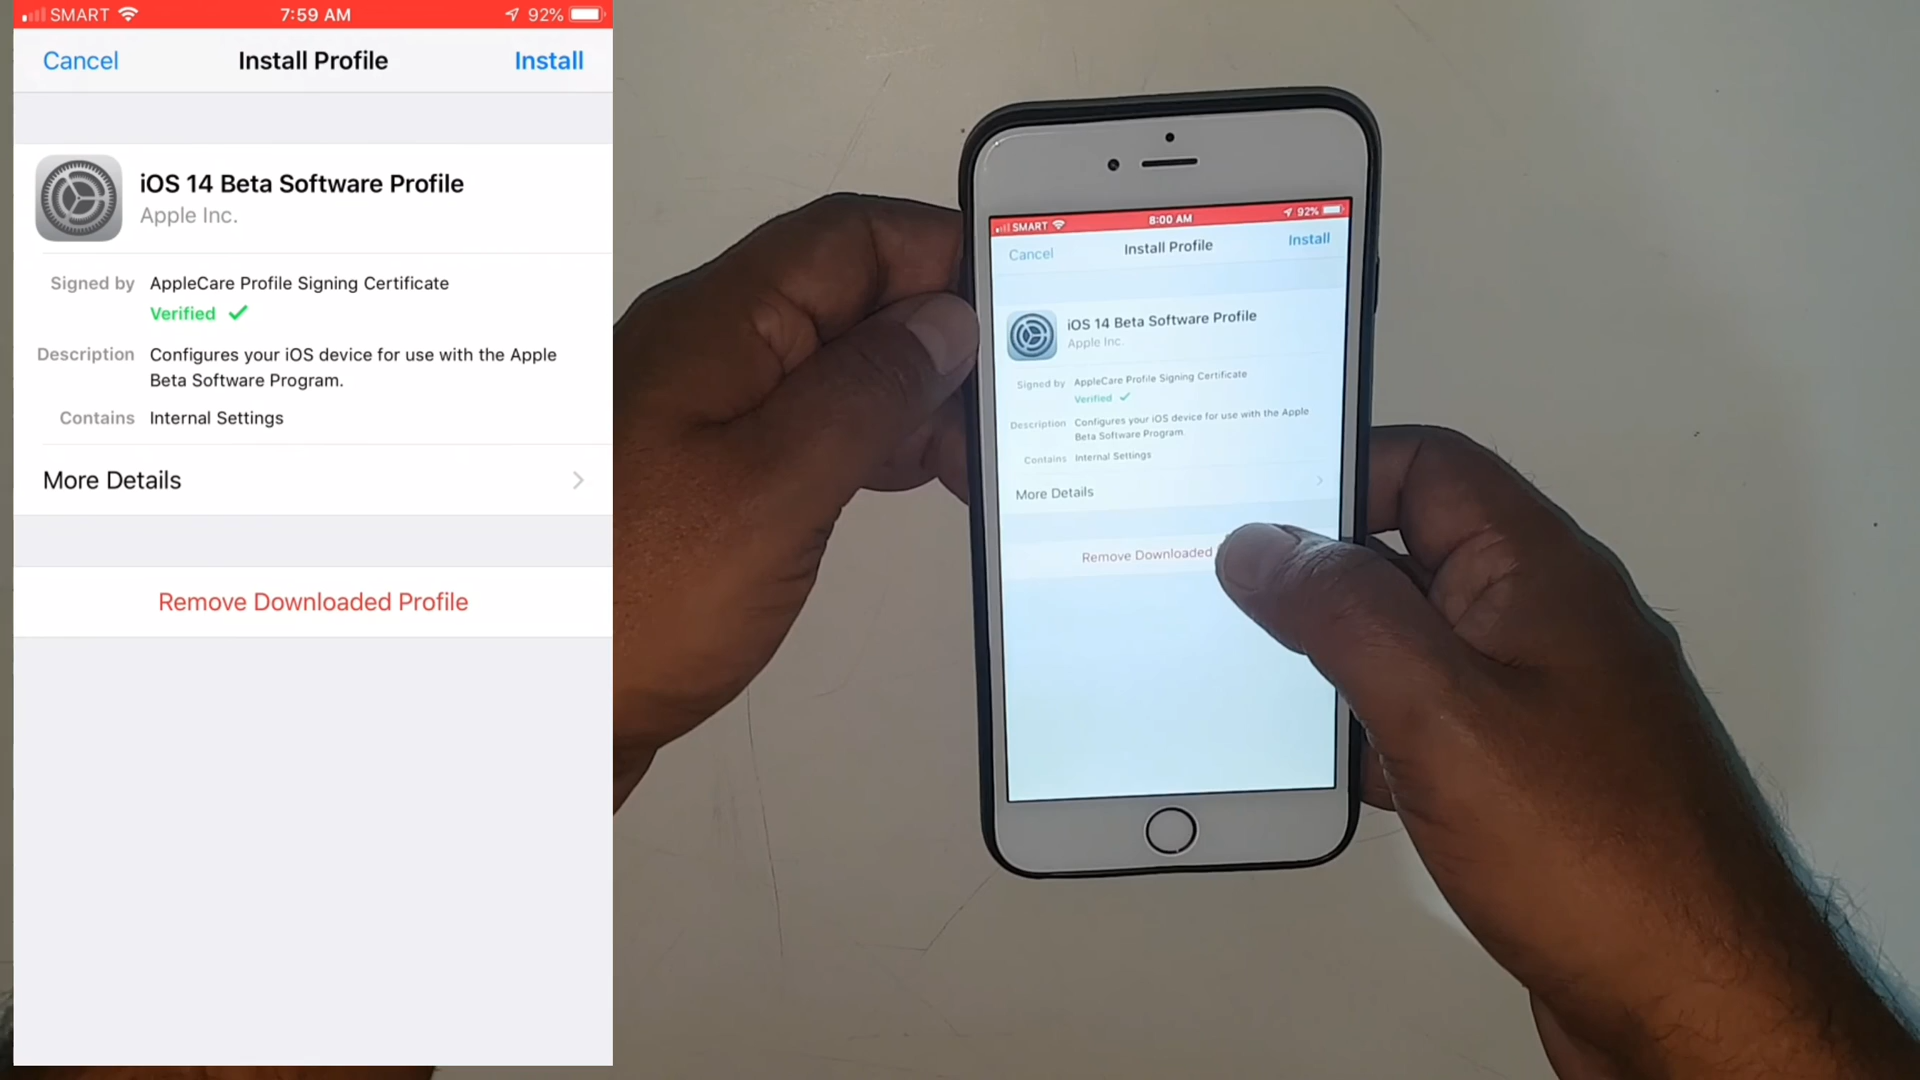 SMART 7:59 AM 92%
Cancel Install Profile Install
iOS 14 Beta Software Profile
Apple Inc.
Signed by AppleCare Profile Signing Certificate
Verified
Description Configures your iOS device for use with the Apple
Beta Software Program.
Contains Internal Settings
More Details
Remove Downloaded Profile
SMART 8:00 AM 92%
Cancel Install Profile Install
iOS 14 Beta Software Profile
Apple Inc.
Signed by AppleCare Profile Signing Certificate
Verified
Description Configures your iOS device for use with the Apple
Beta Software Program.
Contains Internal Settings
More Details
Remove Downloaded